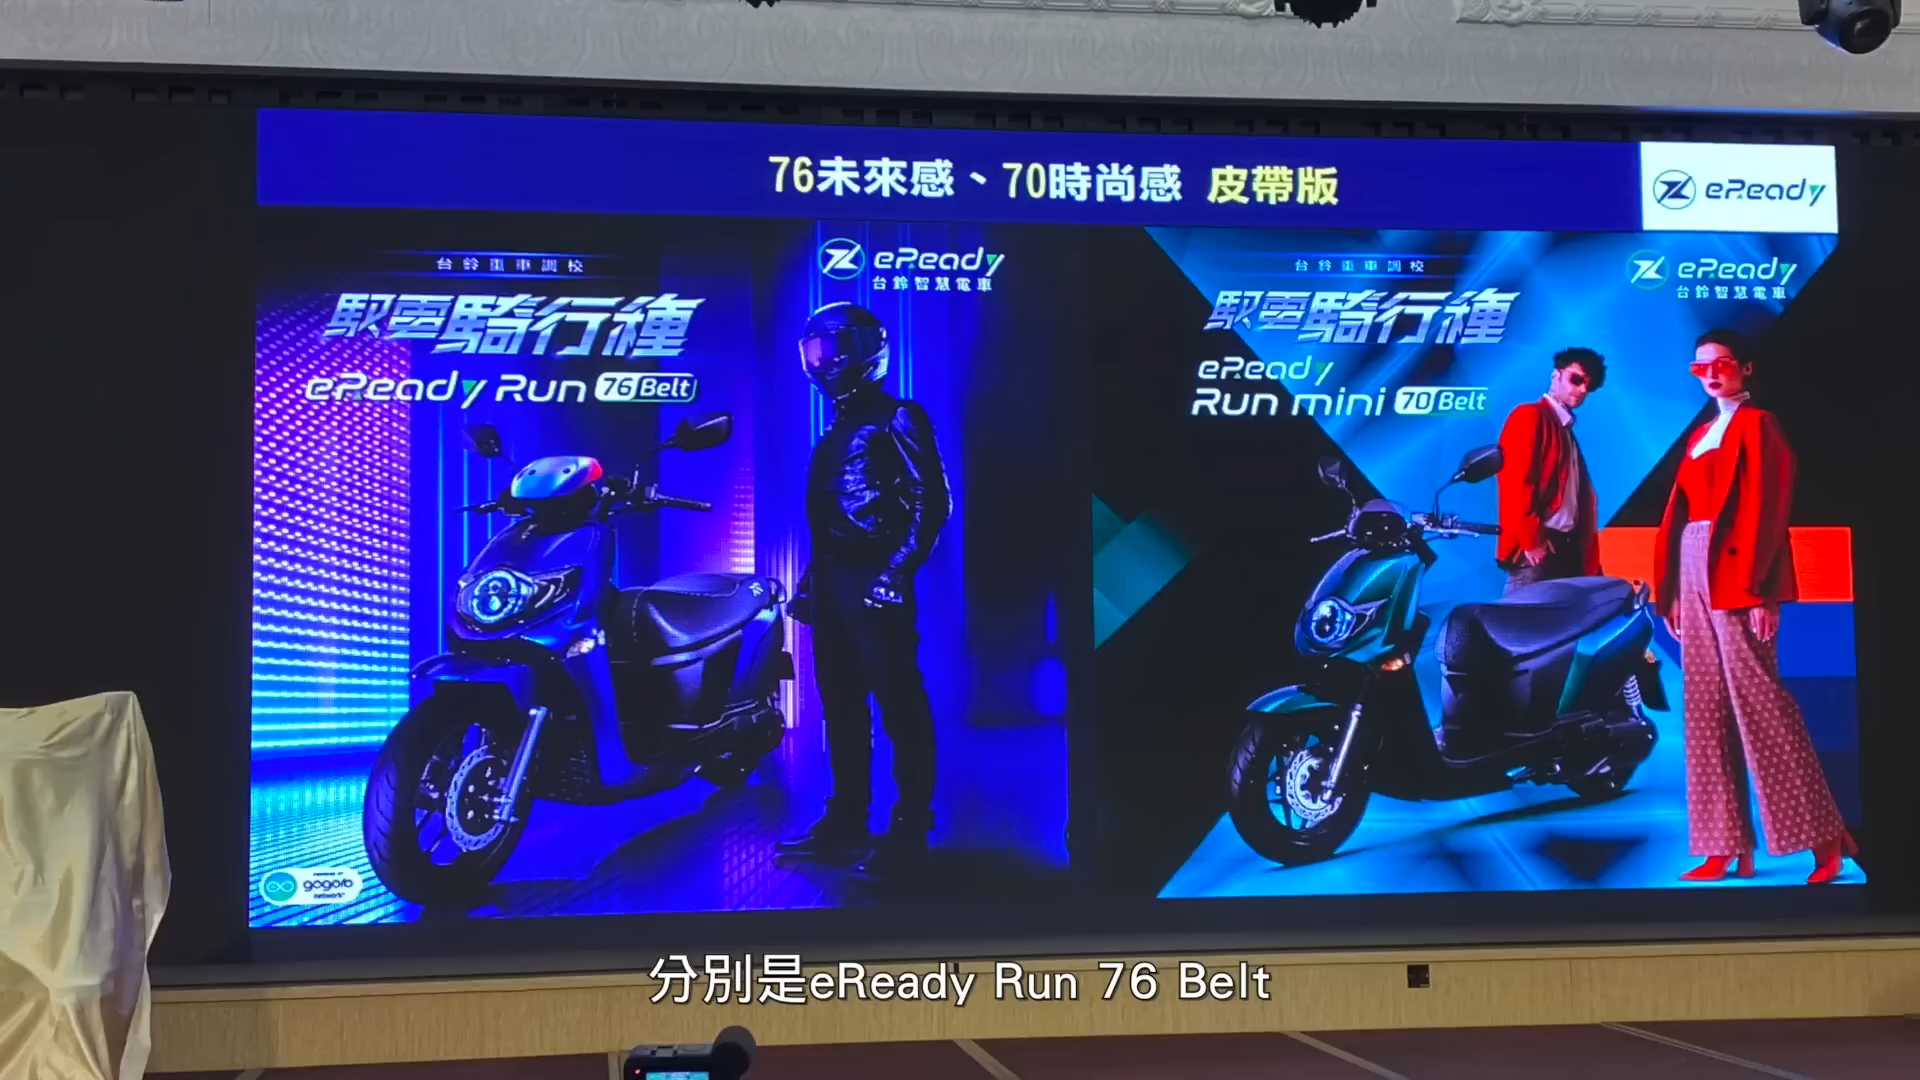 76未來感、70時尚感 皮帶版
eReady
台鈴重車調校
馭電騎行種
eReady Run 76 Belt
eReady
台鈴智慧電車
POWERED BY
gogoro
network
台鈴重車調校
馭電騎行種
eReady
Run mini 70 Belt
eReady
台鈴智慧電車
分別是eReady Run 76 Belt